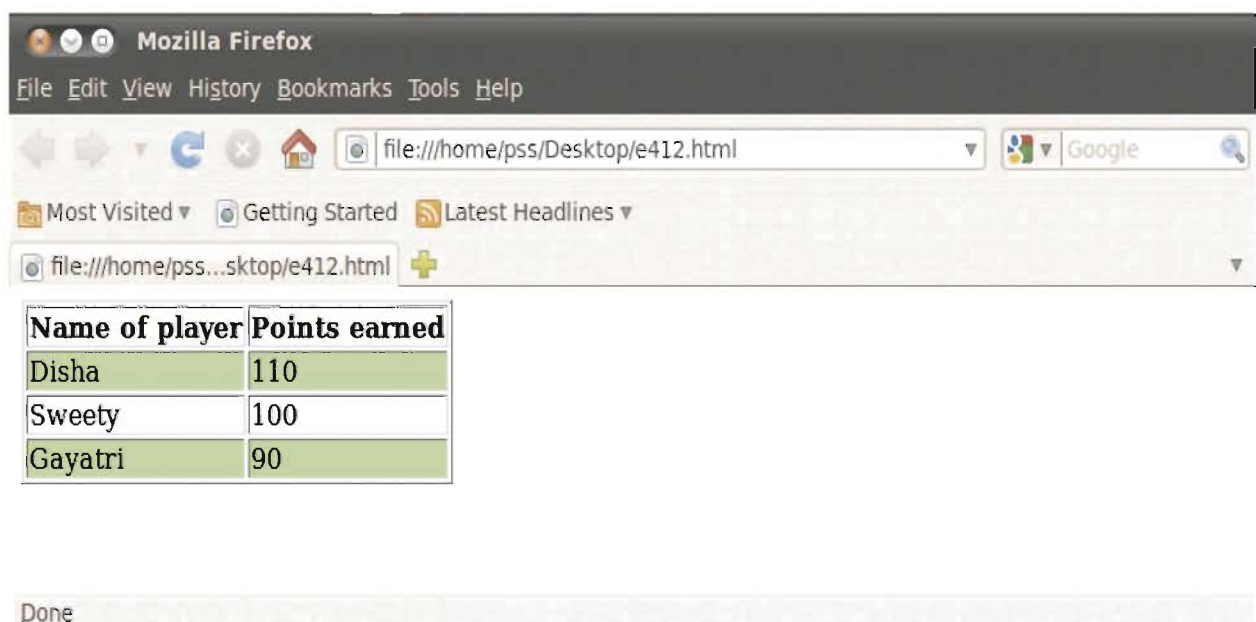 Mozilla Firefox
File Edit View History Bookmarks Tools Help
file:///home/pss/Desktop/e412.html Google
Most Visited Getting Started Latest Headlines
file:///home/pss...sktop/e412.html
Name of player Points earned
Disha 110
Sweety 100
Gayatri 90
Done